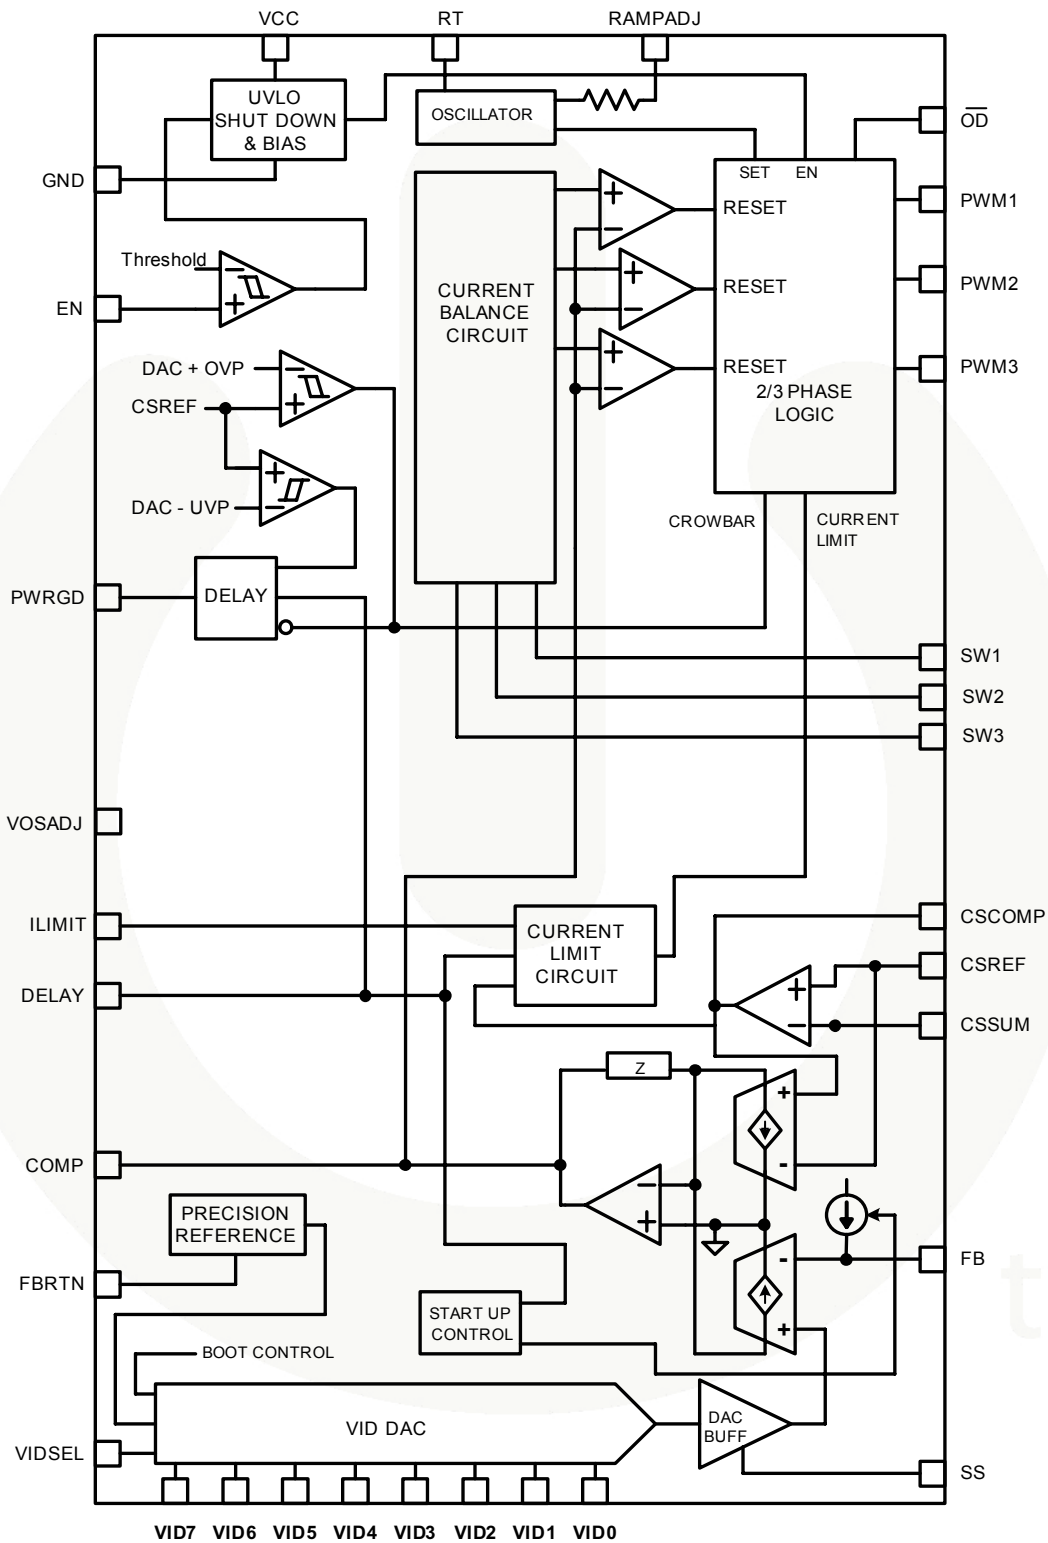 VCC
RT
RAMPADJ
UVLO
SHUT DOWN
& BIAS
OSCILLATOR
OD
GND
SET
EN
PWM1
RESET
Threshold
EN
CURRENT
BALANCE
CIRCUIT
RESET
PWM2
DAC + OVP
CSREF
RESET
PWM3
2/3 PHASE
LOGIC
DAC - UVP
CROWBAR
CURRENT
LIMIT
PWRGD
DELAY
SW1
SW2
SW3
VOSADJ
ILIMIT
CURRENT
LIMIT
CIRCUIT
CSCOMP
CSREF
DELAY
CSSUM
Z
COMP
PRECISION
REFERENCE
FBRTN
FB
START UP
CONTROL
BOOT CONTROL
VID DAC
DAC
BUFF
VIDSEL
SS
VID7 VID6 VID5 VID4 VID3 VID2 VID1 VID0
t